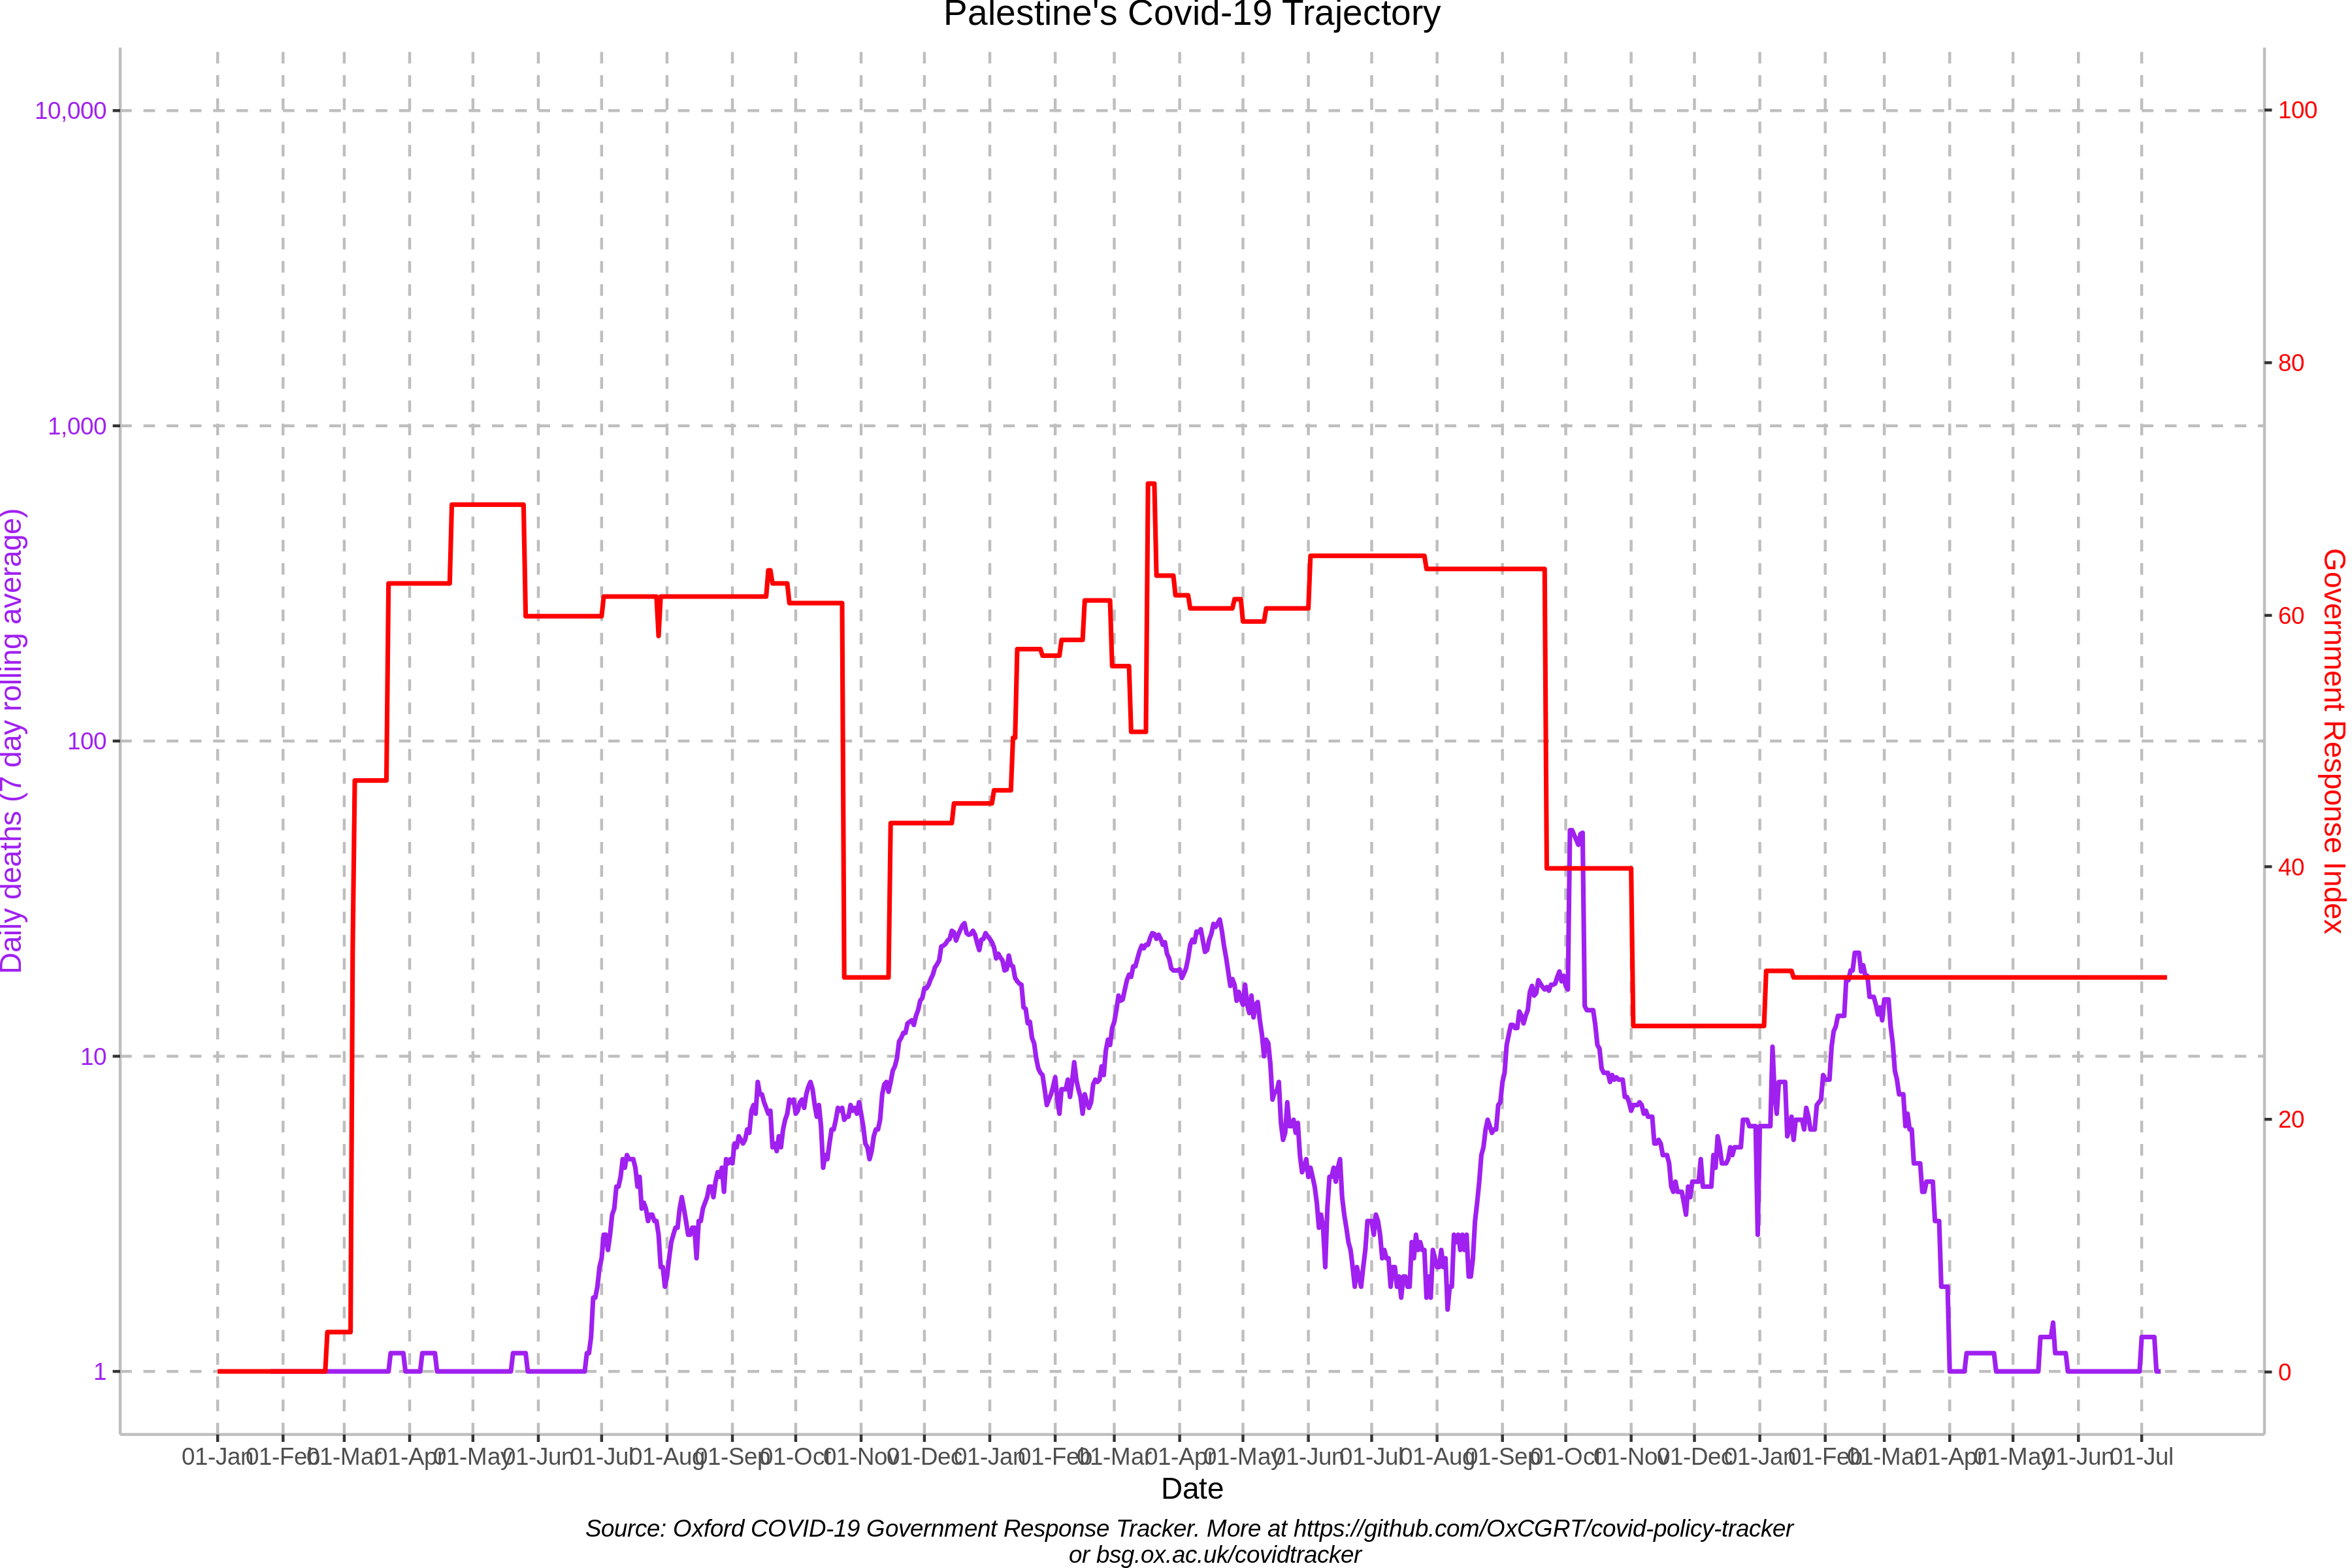 Palestine's Covid-19 Trajectory
10,000
1,000
100
10
1
Daily deaths (7 day rolling average)
100
80
60
40
20
0
Government Response Index
01-Jan 01-Feb 01-Mar 01-Apr 01-May 01-Jun 01-Jul 01-Aug 01-Sep 01-Oct 01-Nov 01-Dec 01-Jan 01-Feb 01-Mar 01-Apr 01-May 01-Jun 01-Jul 01-Aug 01-Sep 01-Oct 01-Nov 01-Dec 01-Jan 01-Feb 01-Mar 01-Apr 01-May 01-Jun 01-Jul
Date
Source: Oxford COVID-19 Government Response Tracker. More at https://github.com/OxCGRT/covid-policy-tracker
or bsg.ox.ac.uk/covidtracker